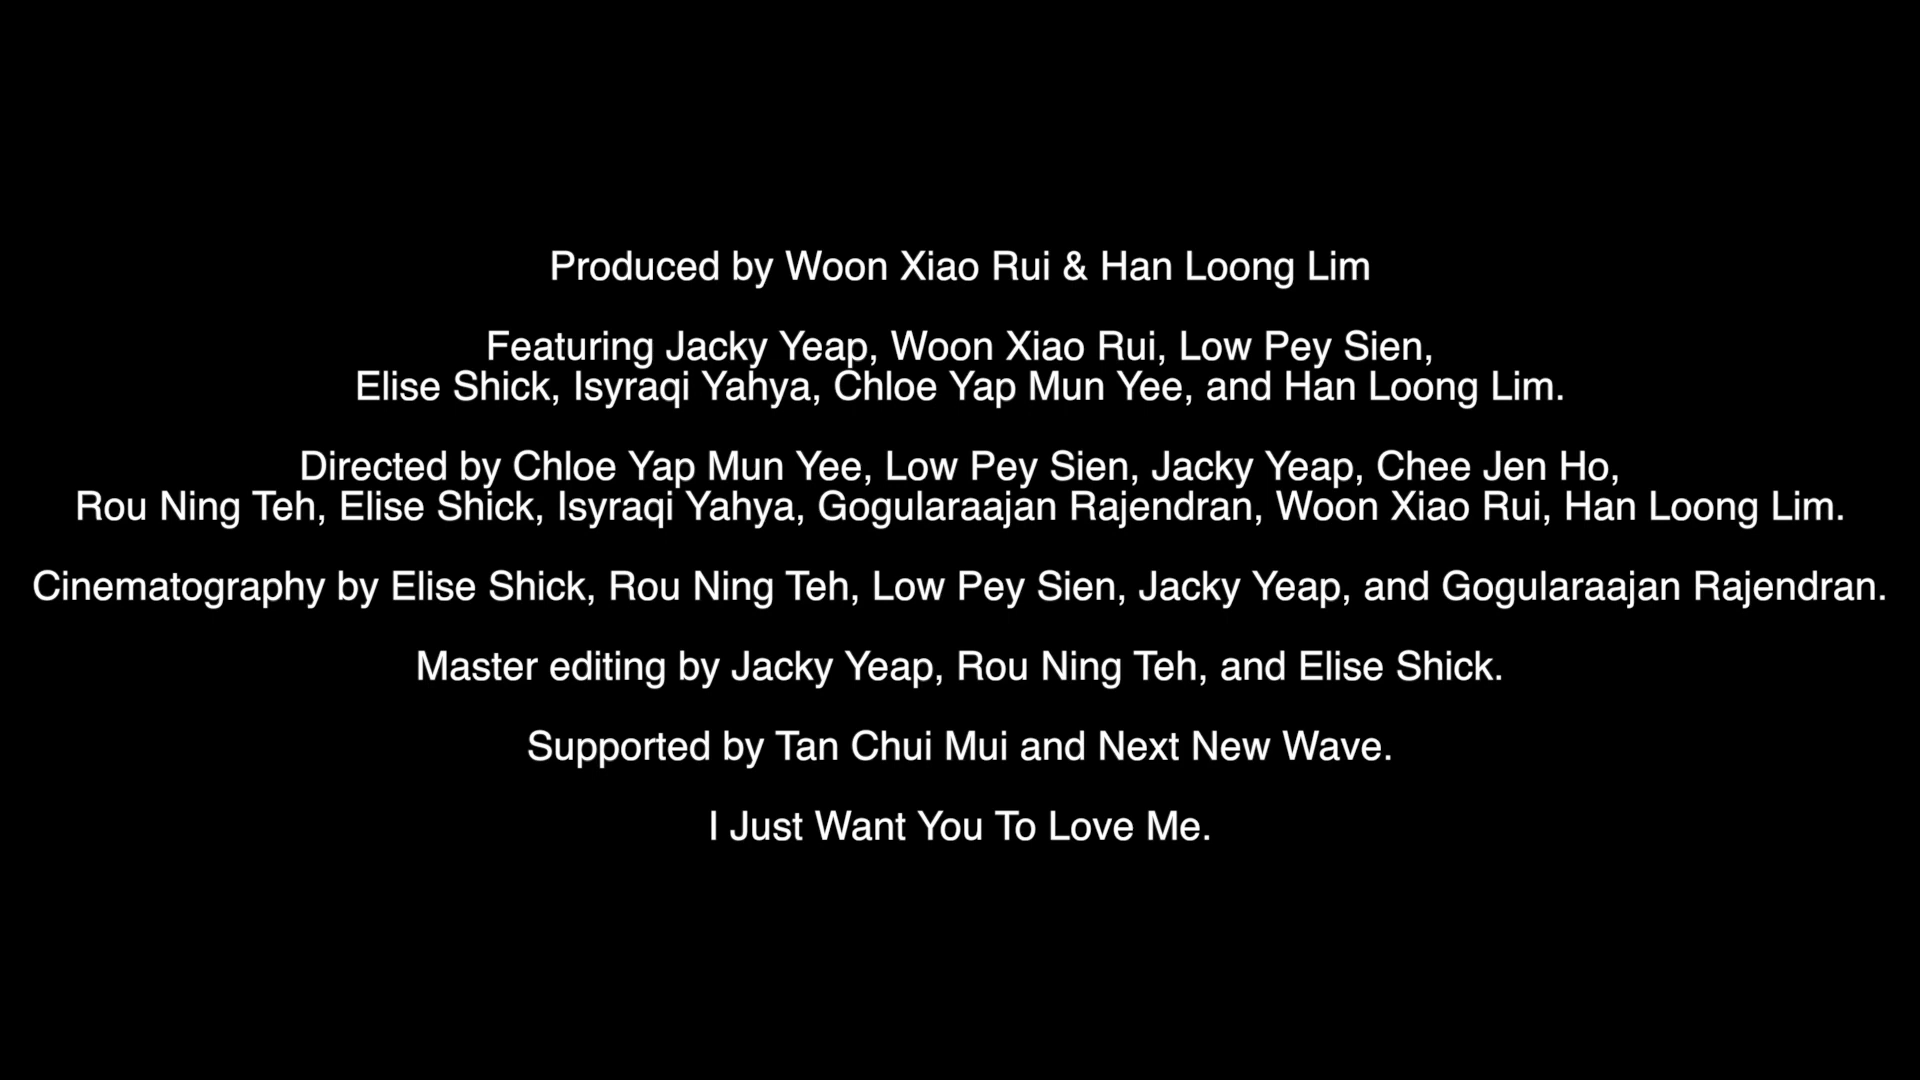 Produced by Woon Xiao Rui & Han Loong Lim
Featuring Jacky Yeap, Woon Xiao Rui, Low Pey Sien,
Elise Shick, Isyraqi Yahya, Chloe Yap Mun Yee, and Han Loong Lim.
Directed by Chloe Yap Mun Yee, Low Pey Sien, Jacky Yeap, Chee Jen Ho,
Rou Ning Teh, Elise Shick, Isyraqi Yahya, Gogularaajan Rajendran, Woon Xiao Rui, Han Loong Lim.
Cinematography by Elise Shick, Rou Ning Teh, Low Pey Sien, Jacky Yeap, and Gogularaajan Rajendran.
Master editing by Jacky Yeap, Rou Ning Teh, and Elise Shick.
Supported by Tan Chui Mui and Next New Wave.
I Just Want You To Love Me.